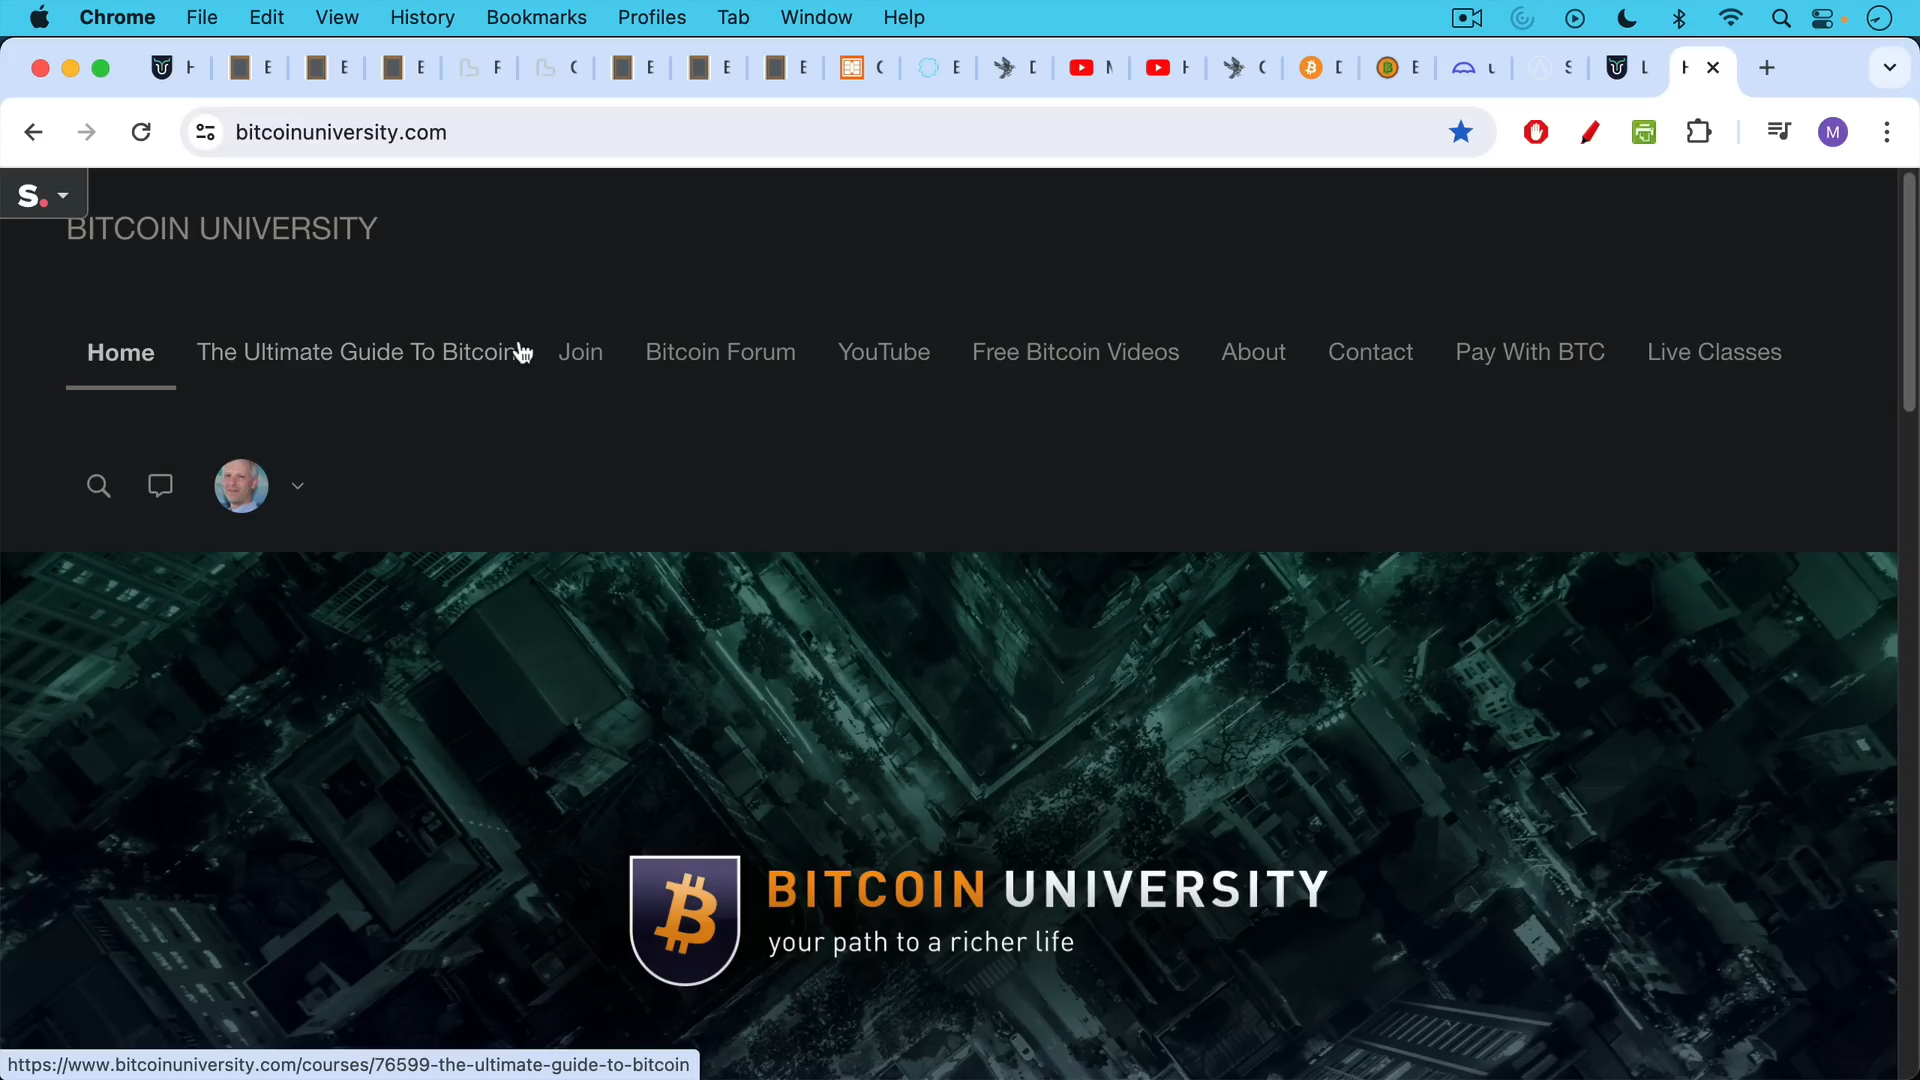 Chrome File Edit View History Bookmarks Profiles Tab Window Help
H E E E F C E E E C E D M H C D E U S L H
bitcoinuniversity.com
M
S.
BITCOIN UNIVERSITY
Home The Ultimate Guide To Bitcoin Join Bitcoin Forum YouTube Free Bitcoin Videos About Contact Pay With BTC Live Classes
BITCOIN UNIVERSITY
your path to a richer life
https://www.bitcoinuniversity.com/courses/76599-the-ultimate-guide-to-bitcoin